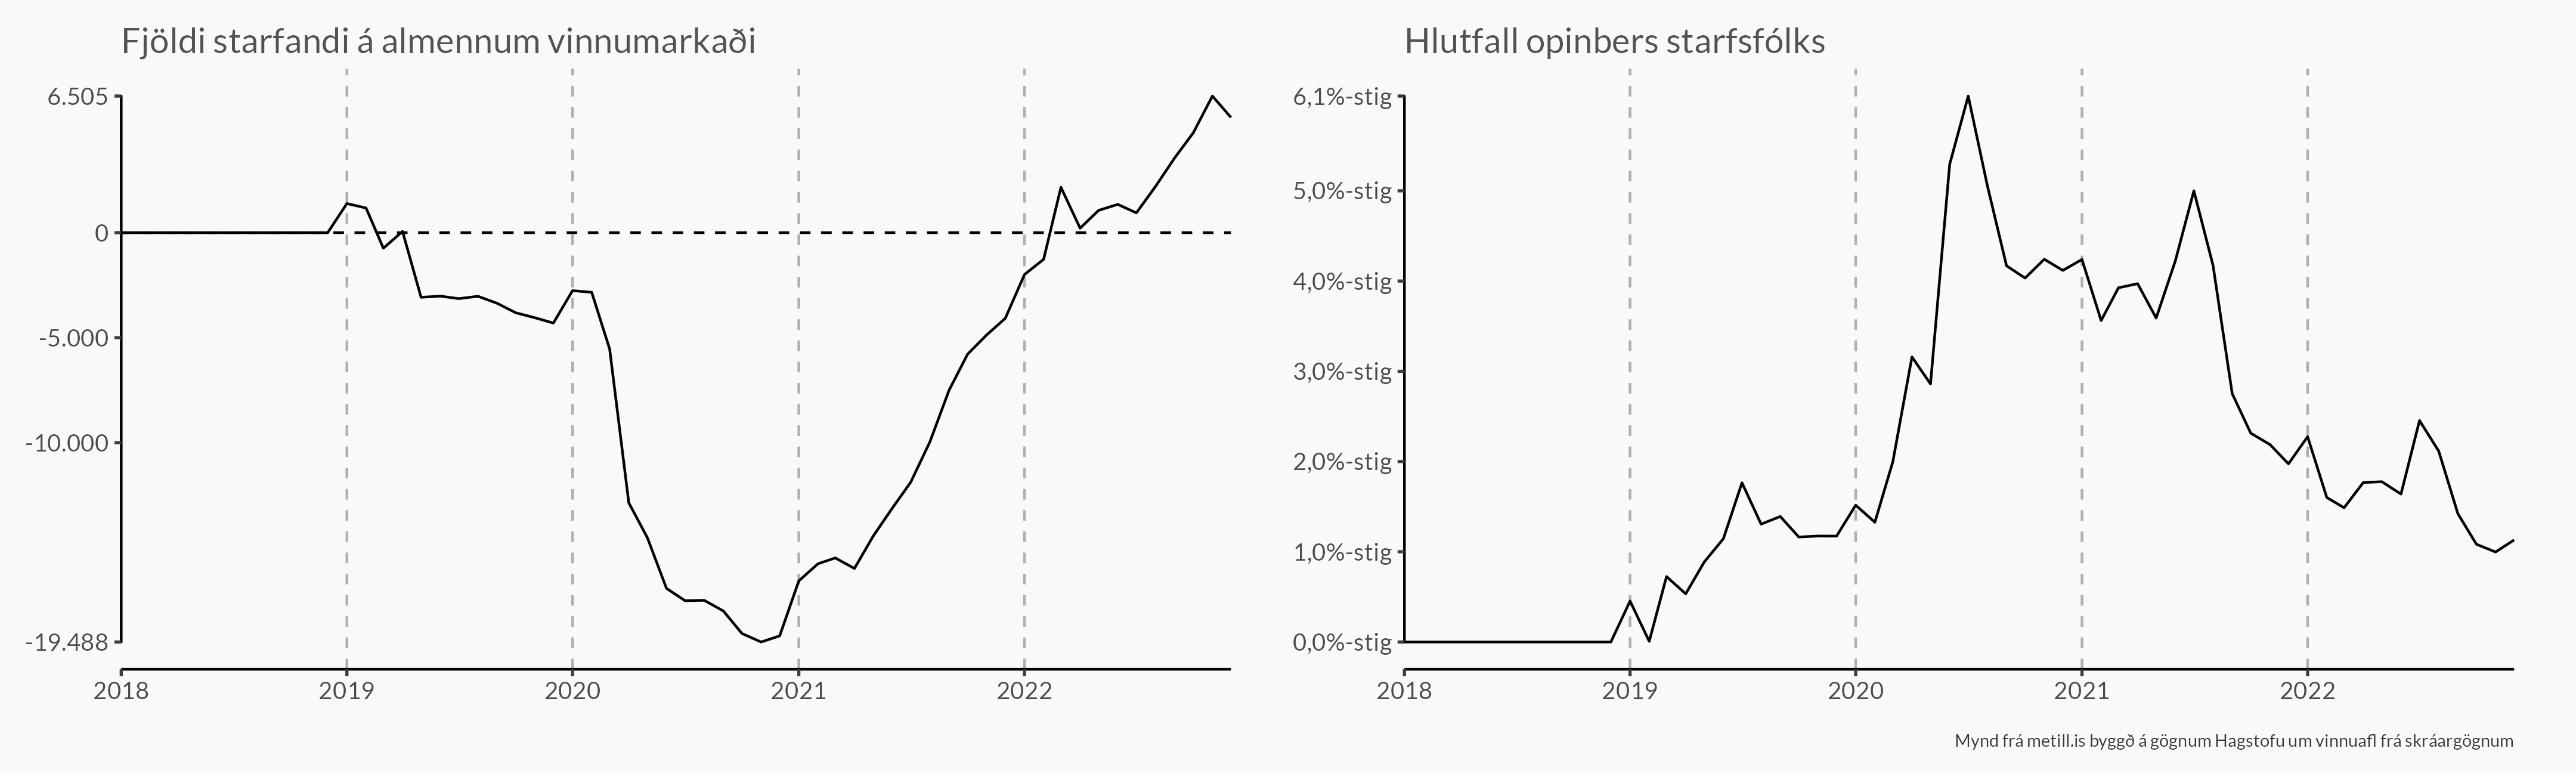 Fjöldi starfandi á almennum vinnumarkaði
6.505
0
-5.000
-10.000
-19.488
2018 2019 2020 2021 2022
Hlutfall opinbers starfsfólks
6,1%-stig
5,0%-stig
4,0%-stig
3,0%-stig
2,0%-stig
1,0%-stig
0,0%-stig
2018 2019 2020 2021 2022
Mynd frá metill.is byggð á gögnum Hagstofu um vinnuafl frá skráargögnum